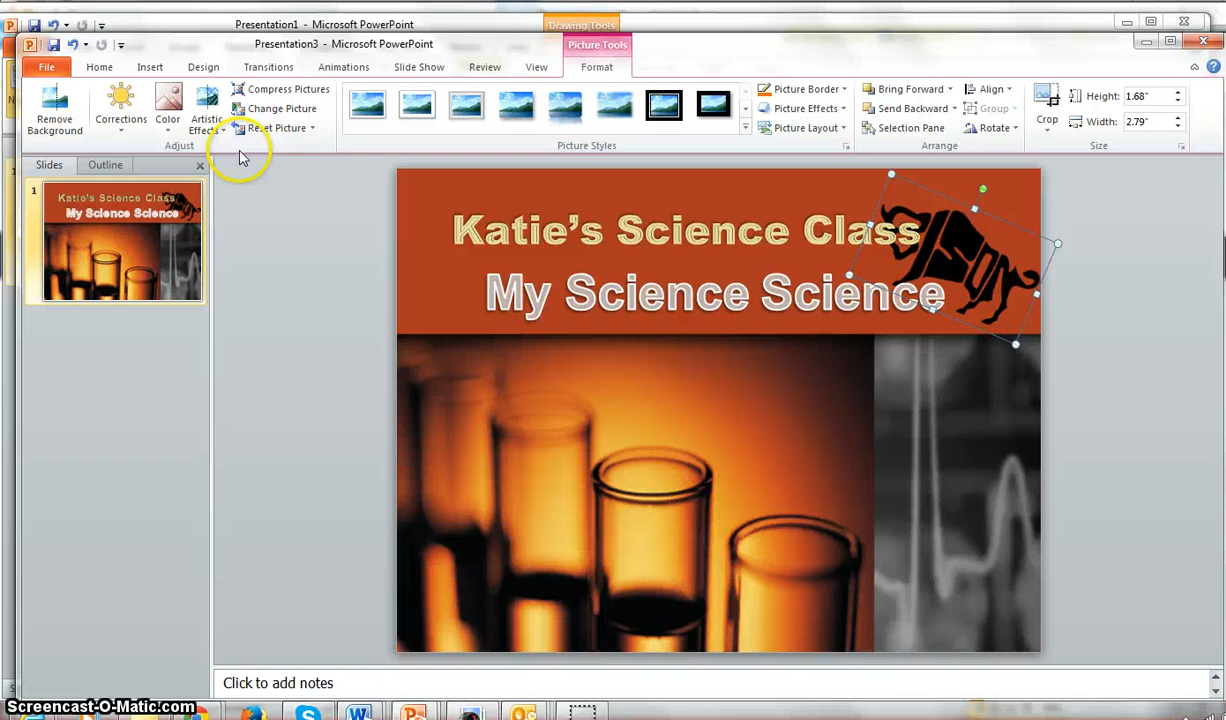 Presentation1 - Microsoft PowerPoint
Drawing Tools
Presentation3 - Microsoft PowerPoint
Picture Tools
File Home Insert Design Transitions Animations Slide Show Review View Format
Remove Background
Corrections
Color
Artistic Effects
Compress Pictures
Change Picture
Reset Picture
Adjust
Picture Border
Picture Effects
Picture Layout
Picture Styles
Bring Forward
Send Backward
Selection Pane
Align
Group
Rotate
Arrange
Crop
Height: 1.68"
Width: 2.79"
Size
Slides Outline
1
Katie's Science Class
My Science Science
Katie’s Science Class
My Science Science
BISON
Click to add notes
Screencast-O-Matic.com